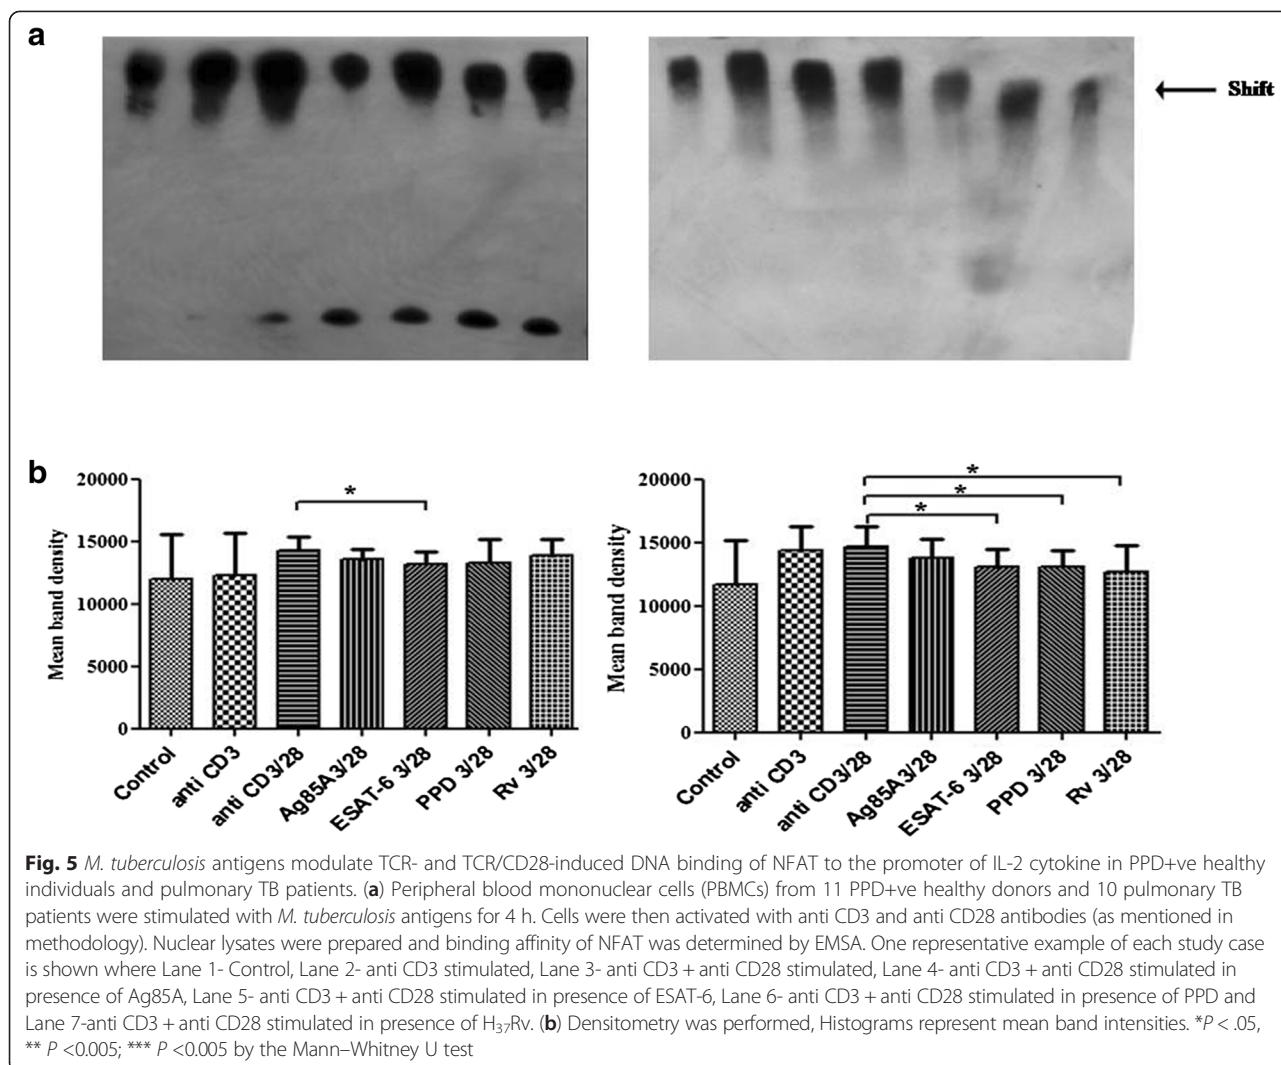 a
Shift
b
20000
15000
10000
5000
0
Mean band density
*
Control
anti CD3
anti CD3/28
Ag85A3/28
ESAT-6 3/28
PPD 3/28
Rv 3/28
20000
15000
10000
5000
0
Mean band density
*
*
*
Control
anti CD3
anti CD3/28
Ag85A3/28
ESAT-6 3/28
PPD 3/28
Rv 3/28
Fig. 5 M. tuberculosis antigens modulate TCR- and TCR/CD28-induced DNA binding of NFAT to the promoter of IL-2 cytokine in PPD+ve healthy
individuals and pulmonary TB patients. (a) Peripheral blood mononuclear cells (PBMCs) from 11 PPD+ve healthy donors and 10 pulmonary TB
patients were stimulated with M. tuberculosis antigens for 4 h. Cells were then activated with anti CD3 and anti CD28 antibodies (as mentioned in
methodology). Nuclear lysates were prepared and binding affinity of NFAT was determined by EMSA. One representative example of each study case
is shown where Lane 1- Control, Lane 2- anti CD3 stimulated, Lane 3- anti CD3 + anti CD28 stimulated, Lane 4- anti CD3 + anti CD28 stimulated in
presence of Ag85A, Lane 5- anti CD3 + anti CD28 stimulated in presence of ESAT-6, Lane 6- anti CD3 + anti CD28 stimulated in presence of PPD and
Lane 7-anti CD3 + anti CD28 stimulated in presence of H37Rv. (b) Densitometry was performed, Histograms represent mean band intensities. *P < .05,
** P <0.005; *** P <0.005 by the Mann–Whitney U test